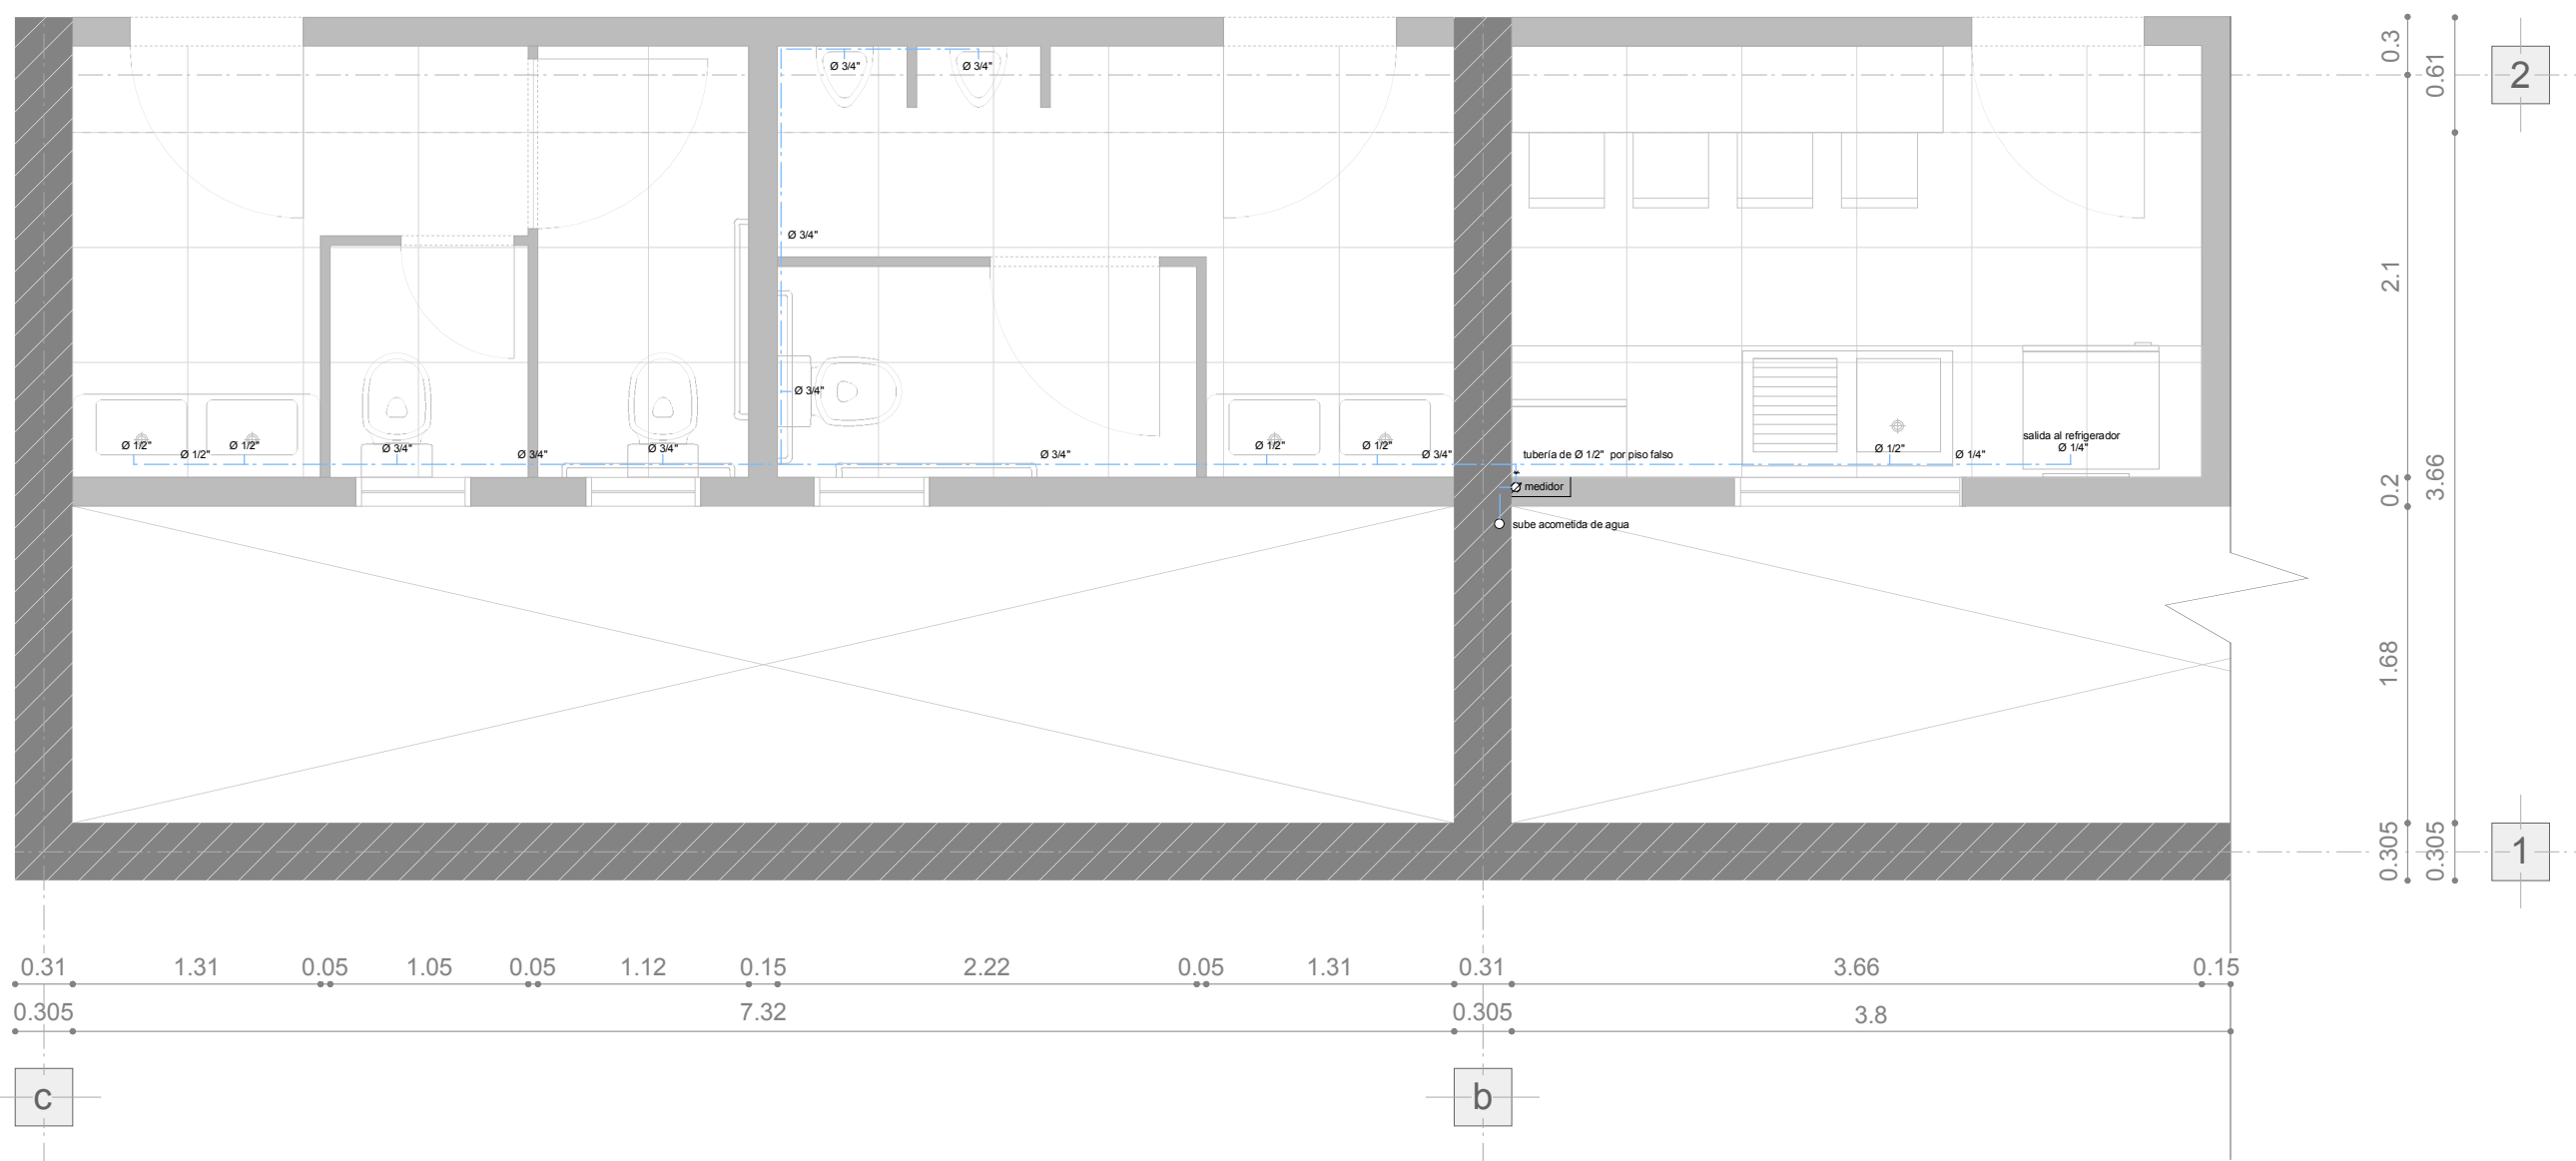 0.3
0.61
2
Ø 3/4"
Ø 3/4"
Ø 3/4"
2.1
Ø 3/4"
Ø 1/2"
Ø 1/2"
Ø 1/2"
Ø 3/4"
Ø 3/4"
Ø 3/4"
Ø 3/4"
Ø 1/2"
Ø 1/2"
Ø 3/4"
tubería de Ø 1/2" por piso falso
Ø 1/2"
Ø 1/4"
salida al refrigerador
Ø 1/4"
medidor
sube acometida de agua
0.2
3.66
1.68
0.305
0.305
1
0.31
1.31
0.05
1.05
0.05
1.12
0.15
2.22
0.05
1.31
0.31
3.66
0.15
0.305
7.32
0.305
3.8
c
b